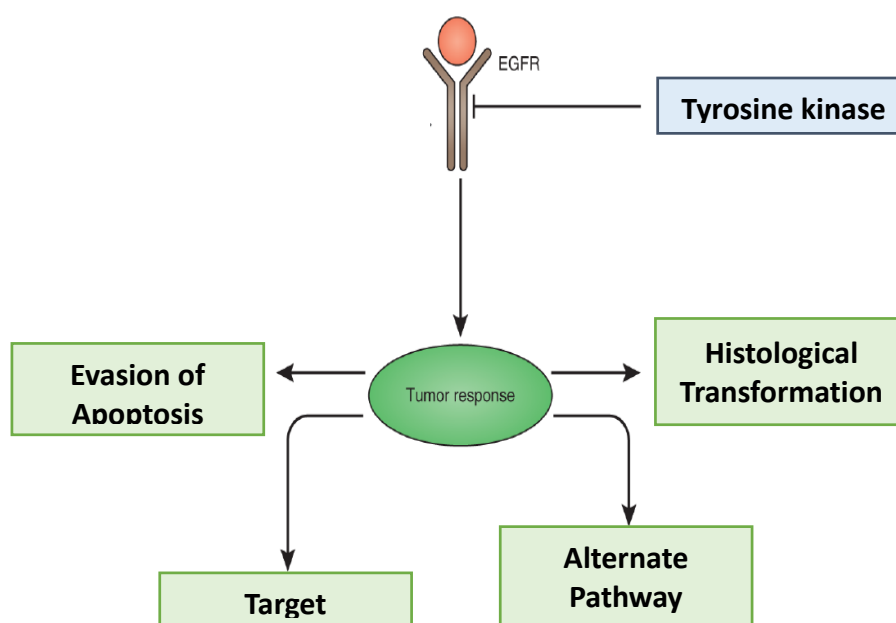 EGFR
Tyrosine kinase
Evasion of
Apoptosis
Tumor response
Histological
Transformation
Target
Alternate
Pathway